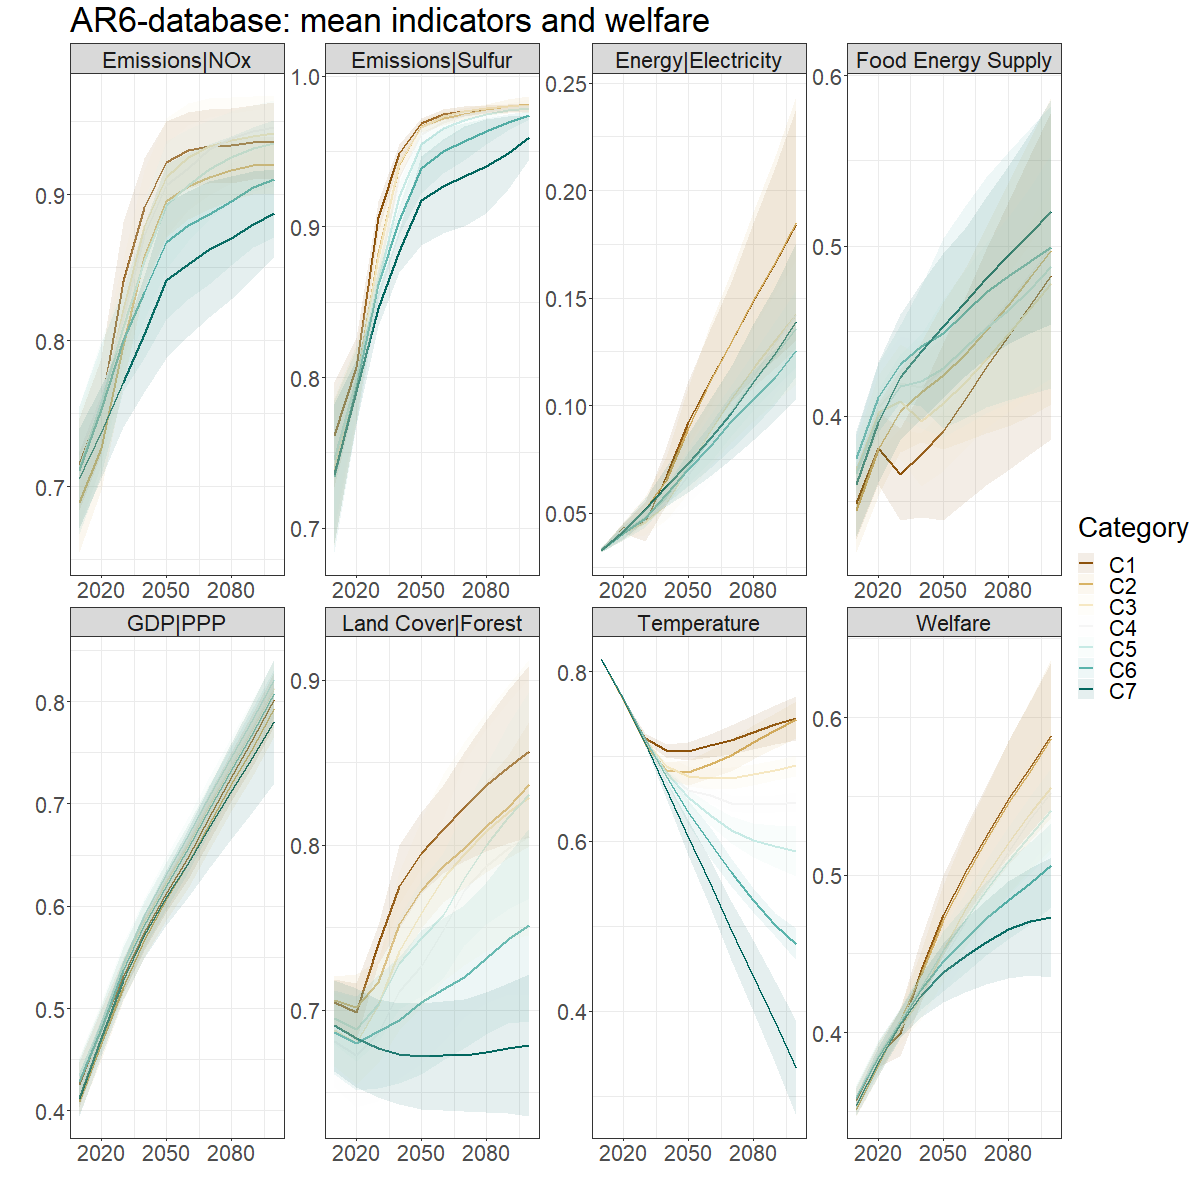 AR6-database: mean indicators and welfare
Emissions|NOx
Emissions|Sulfur
Energy|Electricity
Food Energy Supply
0.9
0.8
0.7
1.0
0.9
0.8
0.7
0.25
0.20
0.15
0.10
0.05
0.6
0.5
0.4
2020 2050 2080
2020 2050 2080
2020 2050 2080
2020 2050 2080
GDP|PPP
Land Cover|Forest
Temperature
Welfare
0.8
0.7
0.6
0.5
0.4
0.9
0.8
0.7
0.8
0.6
0.4
0.6
0.5
0.4
2020 2050 2080
2020 2050 2080
2020 2050 2080
2020 2050 2080
Category
C1
C2
C3
C4
C5
C6
C7